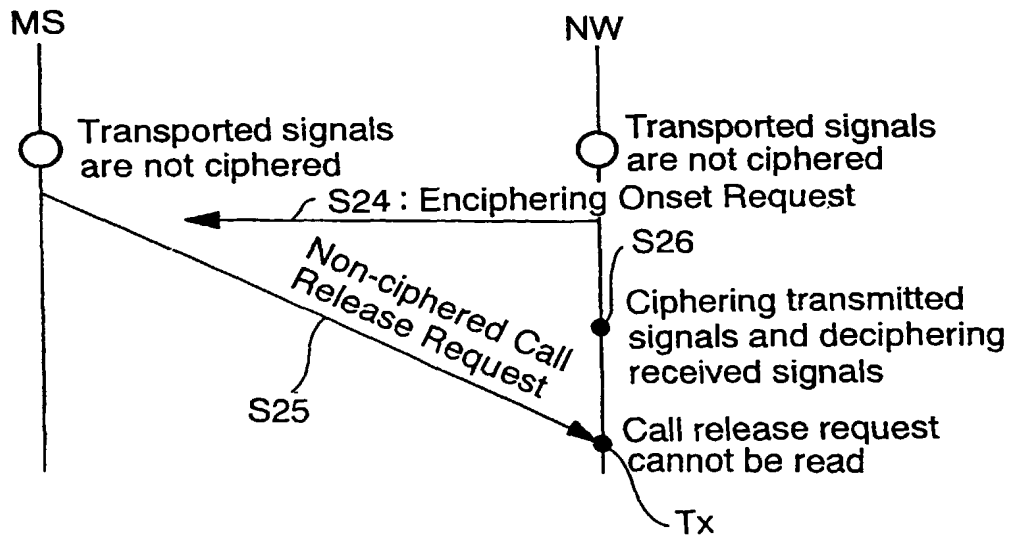 MS
NW
Transported signals
are not ciphered
Transported signals
are not ciphered
S24 : Enciphering Onset Request
S26
Non-ciphered Call
Release Request
Ciphering transmitted
signals and deciphering
received signals
S25
Call release request
cannot be read
Tx